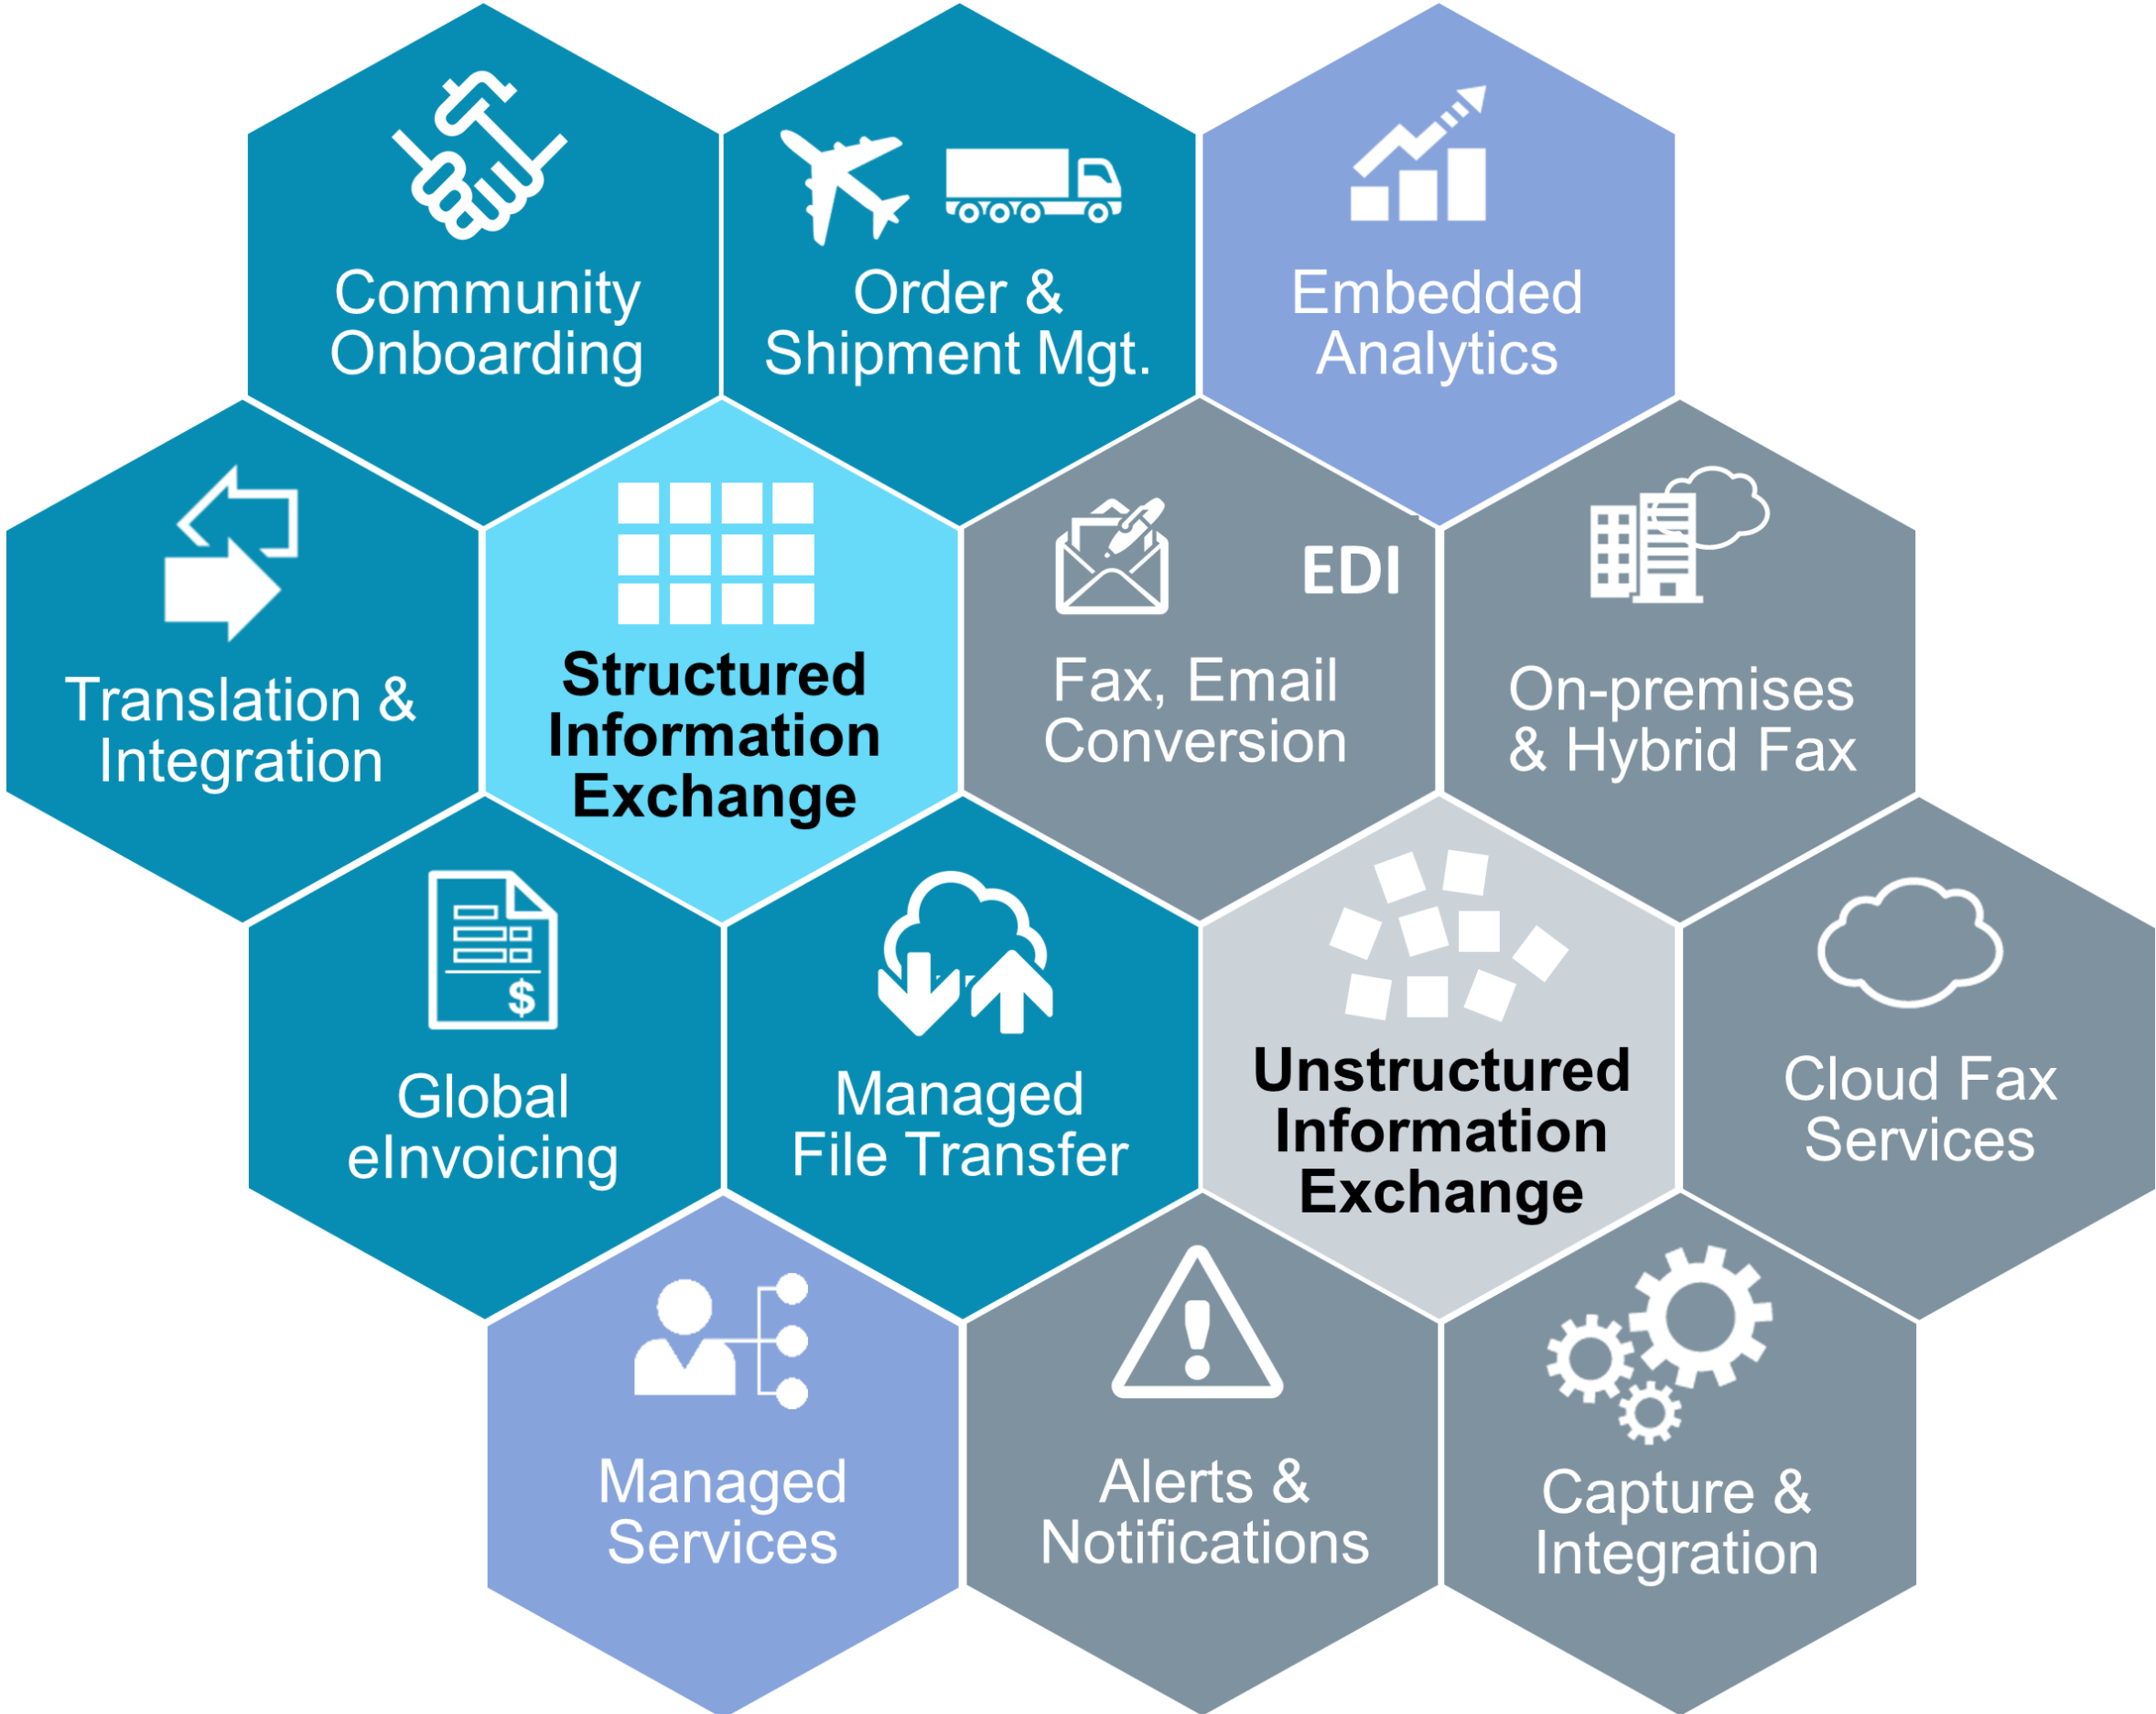 Community
Onboarding
Order &
Shipment Mgt.
Embedded
Analytics
Translation &
Integration
Structured
Information
Exchange
EDI
Fax, Email
Conversion
On-premises
& Hybrid Fax
$
Global
eInvoicing
Managed
File Transfer
Unstructured
Information
Exchange
Cloud Fax
Services
Managed
Services
Alerts &
Notifications
Capture &
Integration